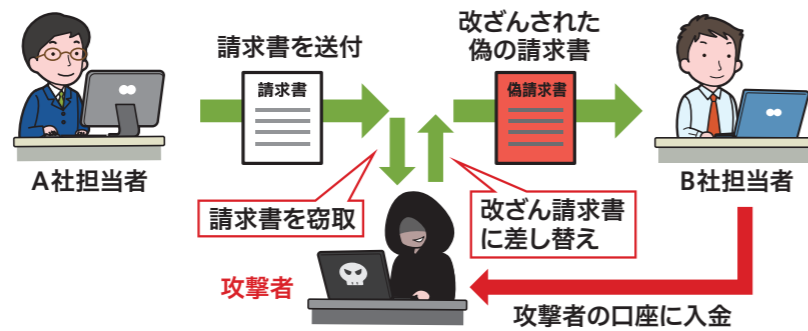 請求書を送付
改ざんされた
偽の請求書
請求書
偽請求書
A社担当者
B社担当者
請求書を窃取
改ざん請求書
に差し替え
攻撃者
攻撃者の口座に入金